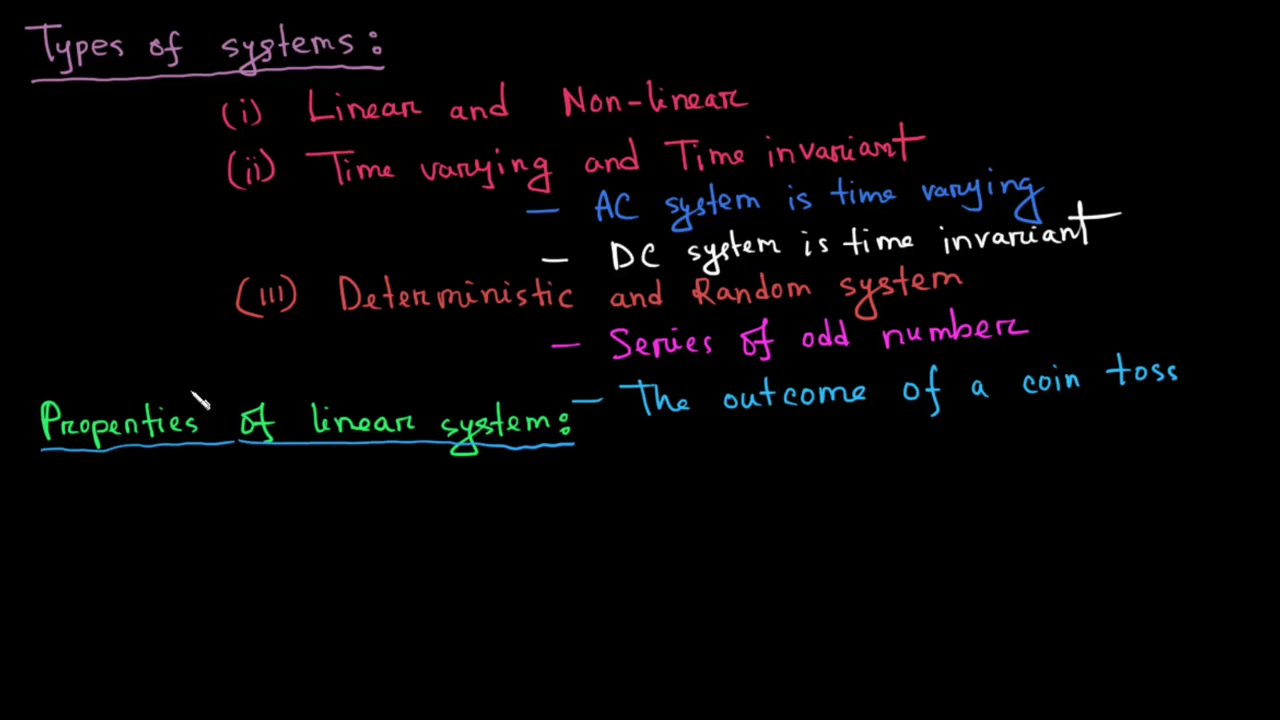 Types of systems:
(i) Linear and Non-linear
(ii) Time varying and Time invariant
— AC system is time varying
— DC system is time invariant
(iii) Deterministic and Random system
— Series of odd number
— The outcome of a coin toss
Properties of linear system: